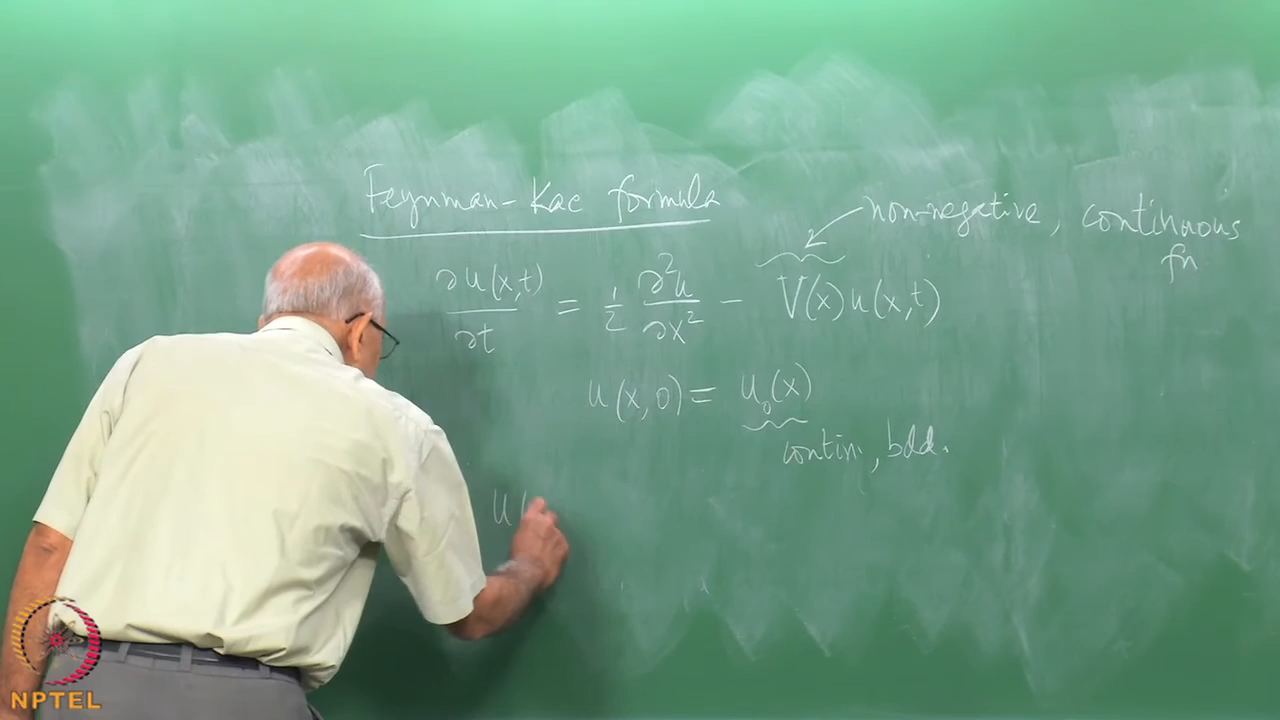 Feynman-Kac formula
non-negative, continuous
fn
∂u(x,t)/∂t = 1/2 ∂²u/∂x² - V(x)u(x,t)
u(x,0) = u₀(x)
contin., bdd.
u(
NPTEL